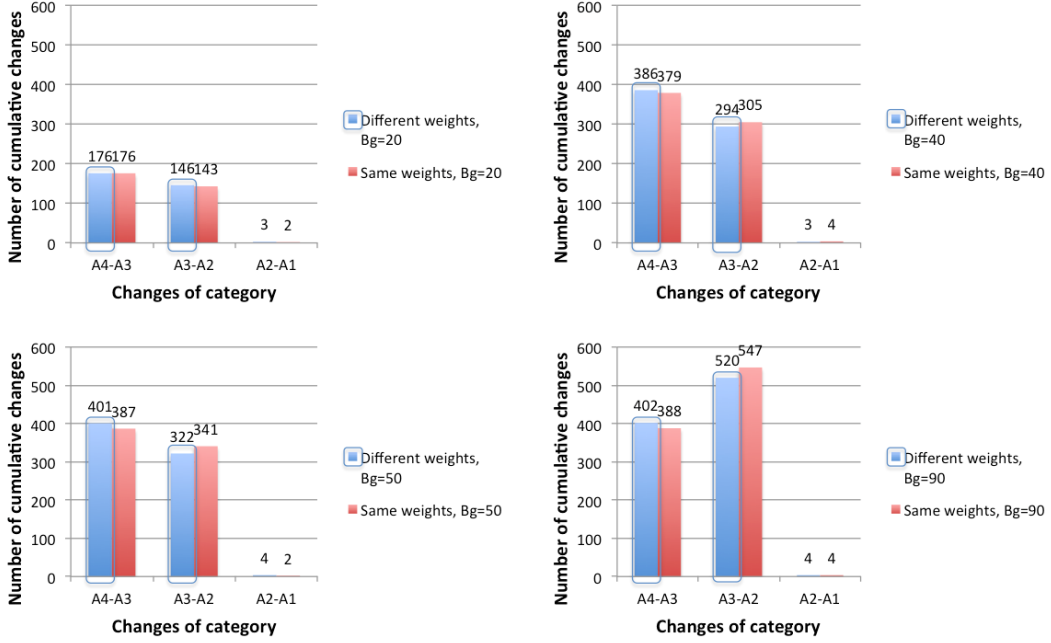 Number of cumulative changes
600
500
400
300
200
100
0
176 176
146 143
3 2
A4-A3 A3-A2 A2-A1
Changes of category
Different weights,
Bg=20
Same weights, Bg=20
Number of cumulative changes
600
500
400
300
200
100
0
386 379
294 305
3 4
A4-A3 A3-A2 A2-A1
Changes of category
Different weights,
Bg=40
Same weights, Bg=40
Number of cumulative changes
600
500
400
300
200
100
0
401 387
322 341
4 2
A4-A3 A3-A2 A2-A1
Changes of category
Different weights,
Bg=50
Same weights, Bg=50
Number of cumulative changes
600
500
400
300
200
100
0
402 388
520 547
4 4
A4-A3 A3-A2 A2-A1
Changes of category
Different weights,
Bg=90
Same weights, Bg=90